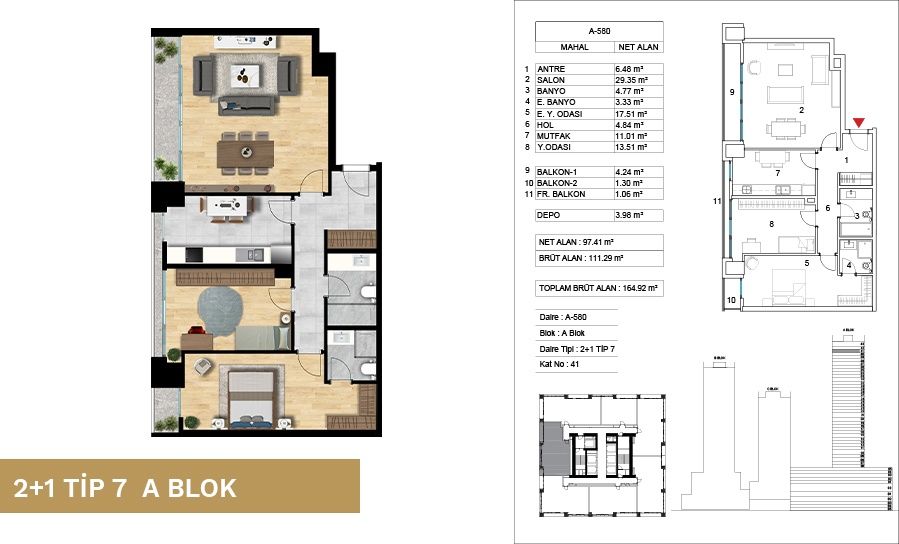 A-580
MAHAL NET ALAN
1 ANTRE 6.48 m²
2 SALON 29.35 m²
3 BANYO 4.77 m²
4 E. BANYO 3.33 m²
5 E. Y. ODASI 17.51 m²
6 HOL 4.84 m²
7 MUTFAK 11.01 m²
8 Y.ODASI 13.51 m²
9 BALKON-1 4.24 m²
10 BALKON-2 1.30 m²
11 FR. BALKON 1.06 m²
DEPO 3.98 m²
NET ALAN : 97.41 m²
BRÜT ALAN : 111.29 m²
TOPLAM BRÜT ALAN : 164.92 m²
Daire : A-580
Blok : A Blok
Daire Tipi : 2+1 TİP 7
Kat No : 41
9
2
1
7
11
6
3
8
5
4
10
A BLOK
B BLOK
C BLOK
2+1 TİP 7 A BLOK